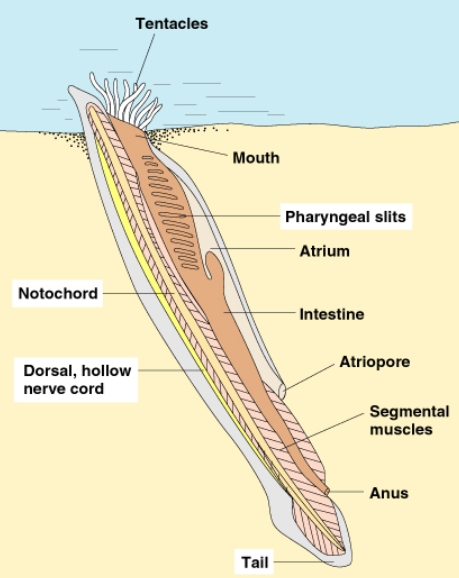 Tentacles
Mouth
Pharyngeal slits
Atrium
Notochord
Intestine
Atriopore
Dorsal, hollow
nerve cord
Segmental
muscles
Anus
Tail